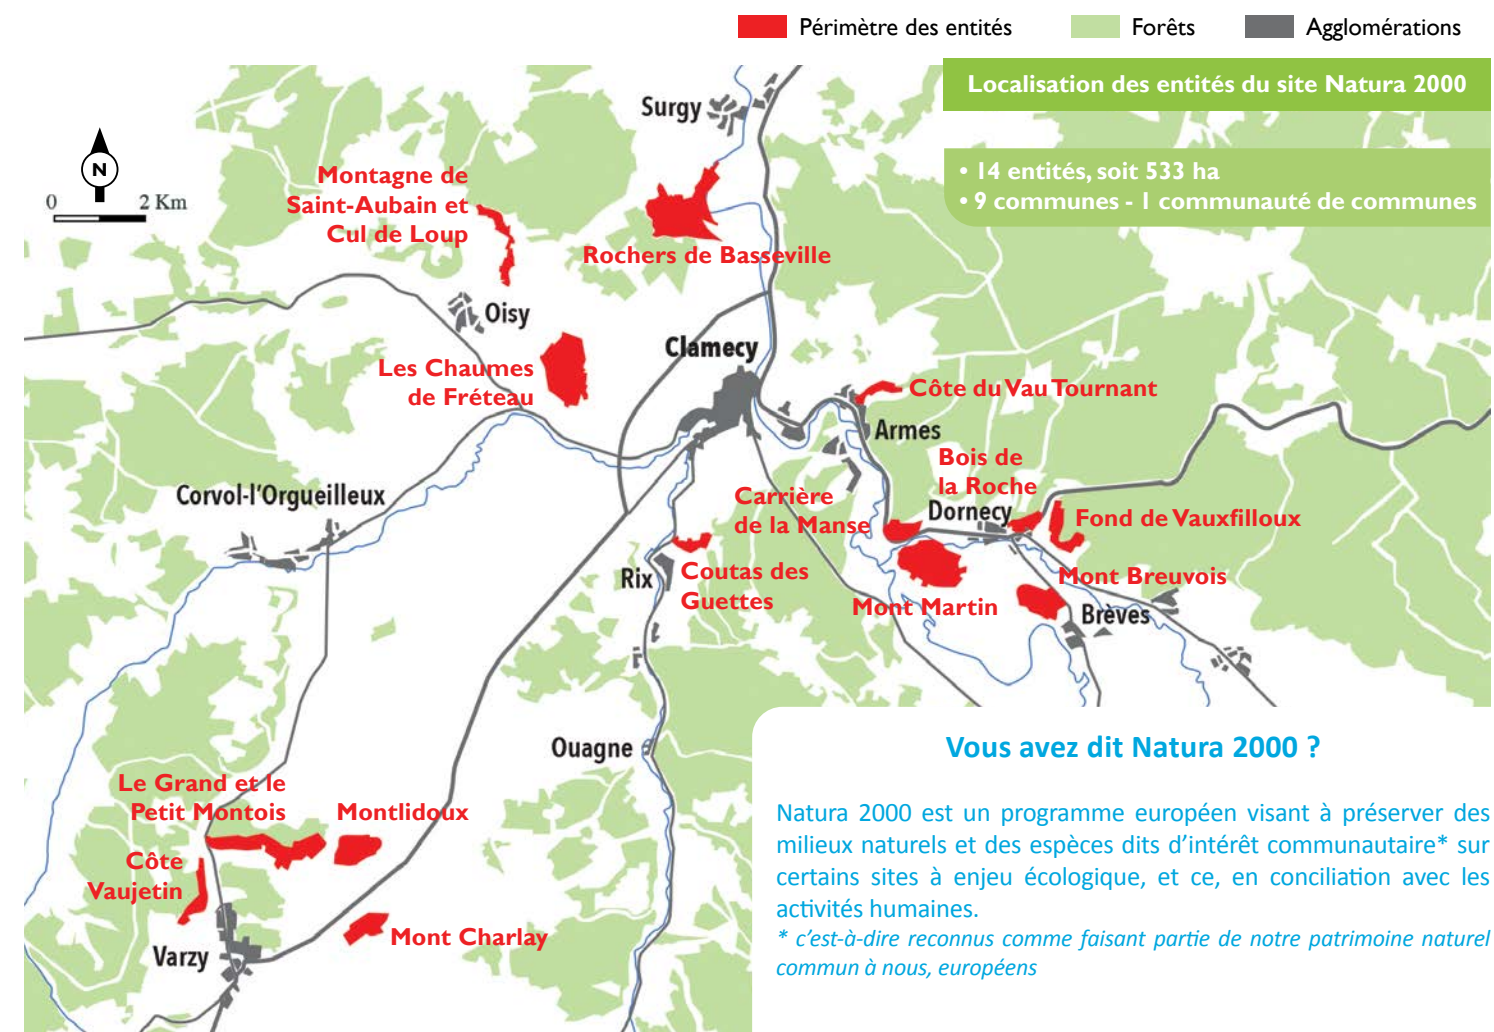 Périmètre des entités
Forêts
Agglomérations
Localisation des entités du site Natura 2000
• 14 entités, soit 533 ha
• 9 communes - 1 communauté de communes
N
0 2 Km
Surgy
Montagne de
Saint-Aubain et
Cul de Loup
Rochers de Basseville
Oisy
Clamecy
Les Chaumes
de Fréteau
Côte du Vau Tournant
Armes
Bois de
la Roche
Corvol-l'Orgueilleux
Carrière
de la Manse
Dornecy
Fond de Vauxfilloux
Rix
Coutas des
Guettes
Mont Breuvois
Mont Martin
Brèves
Ouagne
Le Grand et le
Petit Montois
Montlidoux
Côte
Vaujetin
Mont Charlay
Varzy
Vous avez dit Natura 2000 ?
Natura 2000 est un programme européen visant à préserver des
milieux naturels et des espèces dits d'intérêt communautaire* sur
certains sites à enjeu écologique, et ce, en conciliation avec les
activités humaines.
* c'est-à-dire reconnus comme faisant partie de notre patrimoine naturel
commun à nous, européens